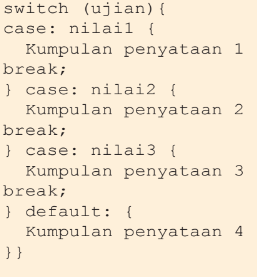 switch (ujian){
case: nilai1 {
  Kumpulan penyataan 1
break;
} case: nilai2 {
  Kumpulan penyataan 2
break;
} case: nilai3 {
  Kumpulan penyataan 3
break;
} default: {
  Kumpulan penyataan 4
}}